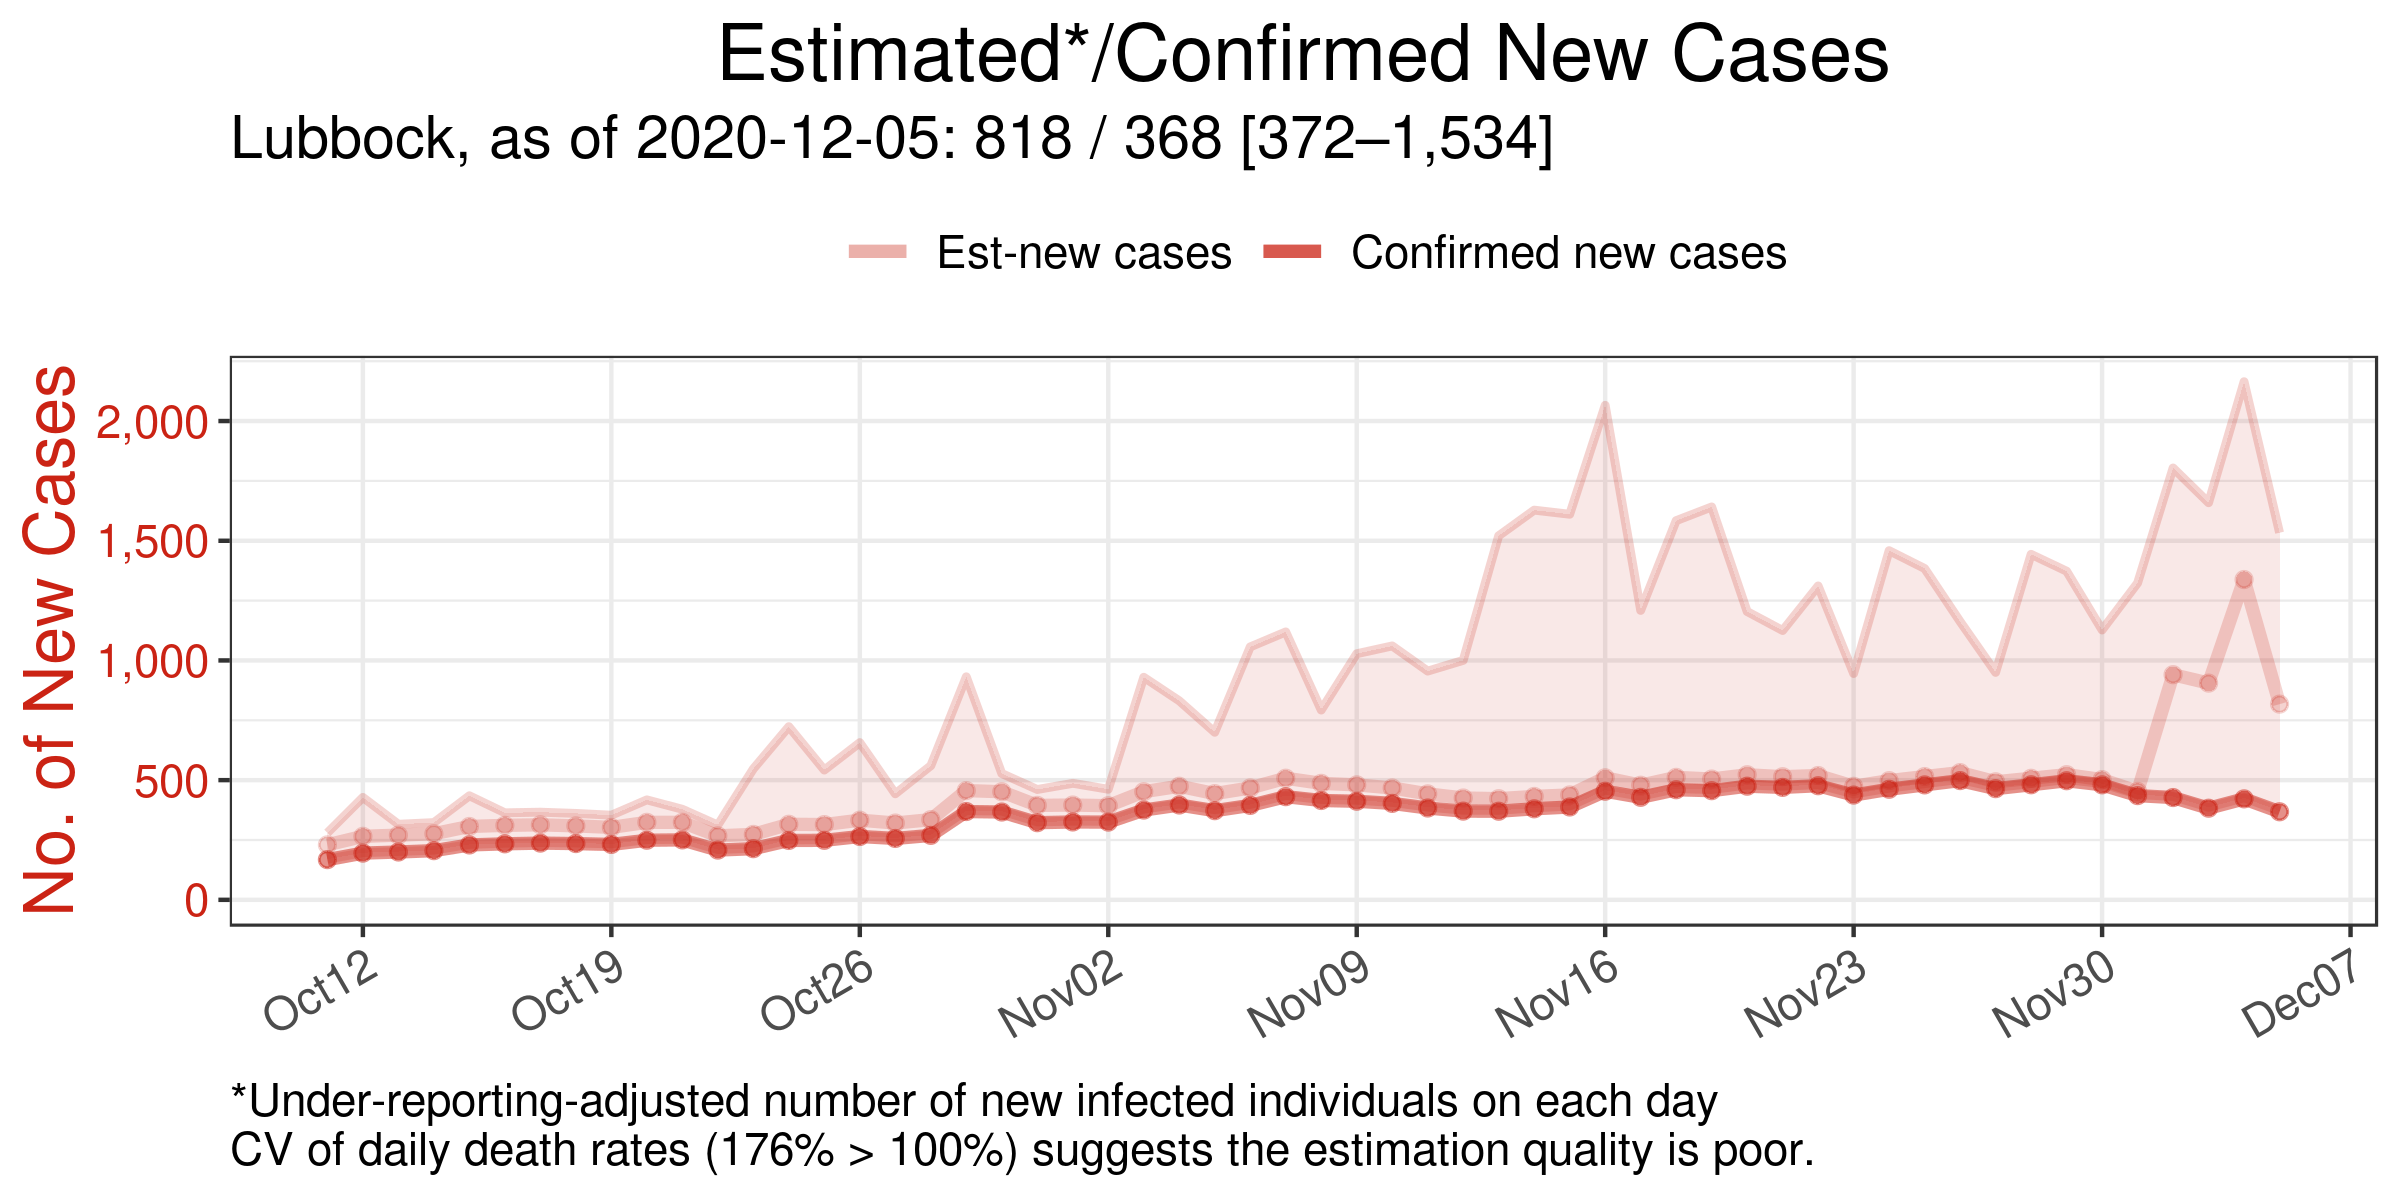 Estimated*/Confirmed New Cases
Lubbock, as of 2020-12-05: 818 / 368 [372–1,534]
Est-new cases Confirmed new cases
No. of New Cases
2,000
1,500
1,000
500
0
Oct12 Oct19 Oct26 Nov02 Nov09 Nov16 Nov23 Nov30 Dec07
*Under-reporting-adjusted number of new infected individuals on each day
CV of daily death rates (176% > 100%) suggests the estimation quality is poor.